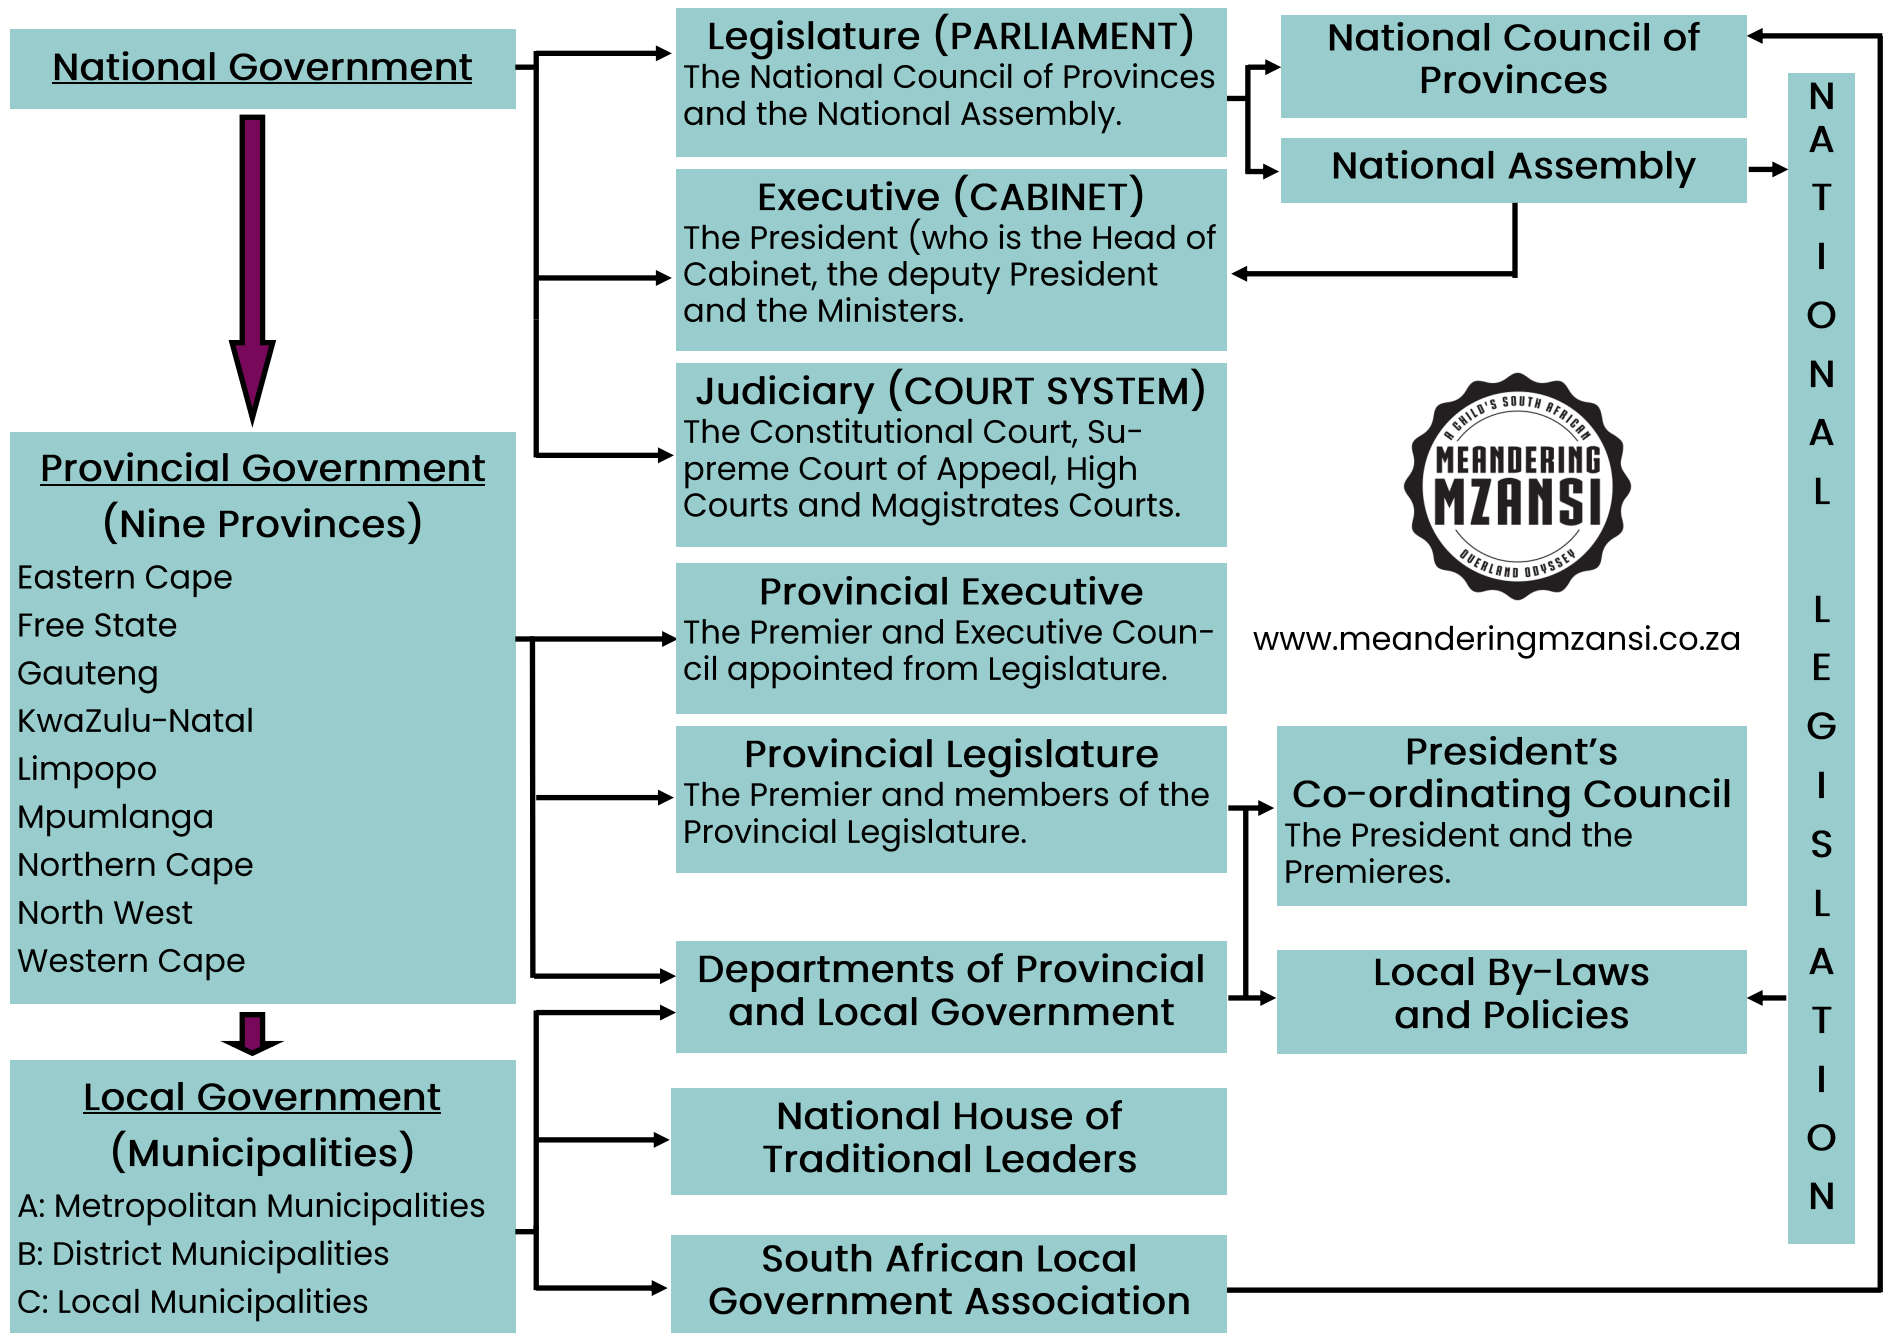 National Government
Legislature (PARLIAMENT)
The National Council of Provinces
and the National Assembly.
National Council of
Provinces
National Assembly
Executive (CABINET)
The President (who is the Head of
Cabinet, the deputy President
and the Ministers.
Judiciary (COURT SYSTEM)
The Constitutional Court, Su-
preme Court of Appeal, High
Courts and Magistrates Courts.
Provincial Government
(Nine Provinces)
Eastern Cape
Free State
Gauteng
KwaZulu-Natal
Limpopo
Mpumlanga
Northern Cape
North West
Western Cape
Provincial Executive
The Premier and Executive Coun-
cil appointed from Legislature.
Provincial Legislature
The Premier and members of the
Provincial Legislature.
President's
Co-ordinating Council
The President and the
Premieres.
Departments of Provincial
and Local Government
Local By-Laws
and Policies
Local Government
(Municipalities)
A: Metropolitan Municipalities
B: District Municipalities
C: Local Municipalities
National House of
Traditional Leaders
South African Local
Government Association
A CHILD'S SOUTH AFRICAN
MEANDERING
MZANSI
OVERLAND ODYSSEY
www.meanderingmzansi.co.za
NATIONAL LEGISLATION